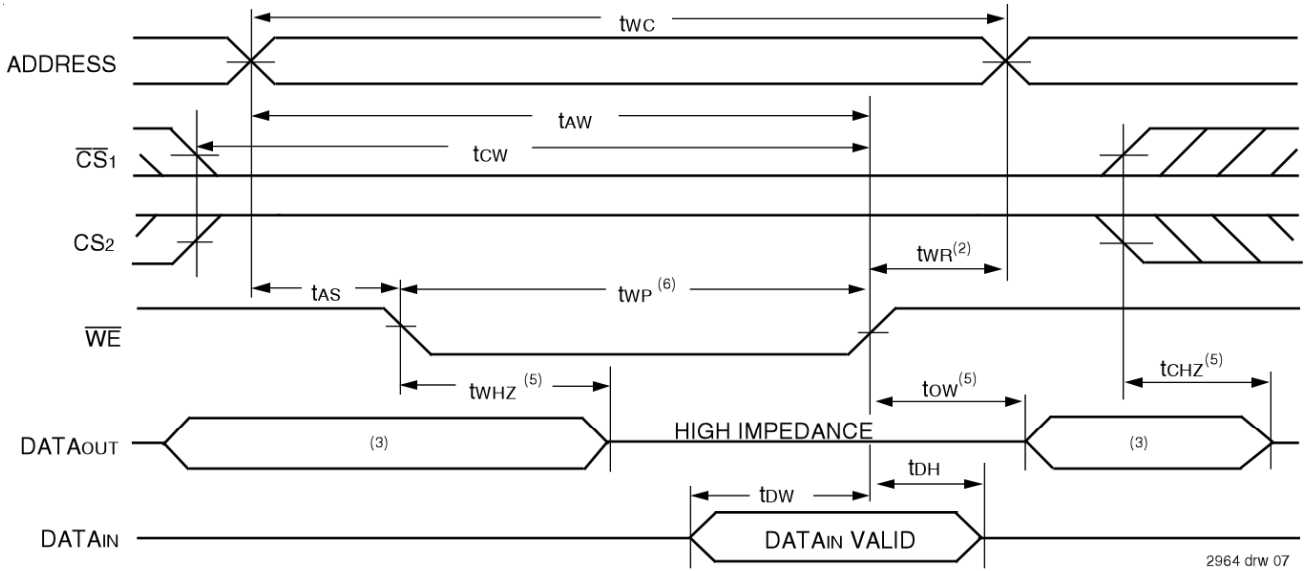 tWC
ADDRESS
tAW
tCW
CS1
CS2
tWR(2)
tAS
tWP (6)
WE
tWHZ (5)
tOW(5)
tCHZ(5)
DATAOUT
(3)
HIGH IMPEDANCE
(3)
tDW
tDH
DATAIN
DATAIN VALID
2964 drw 07